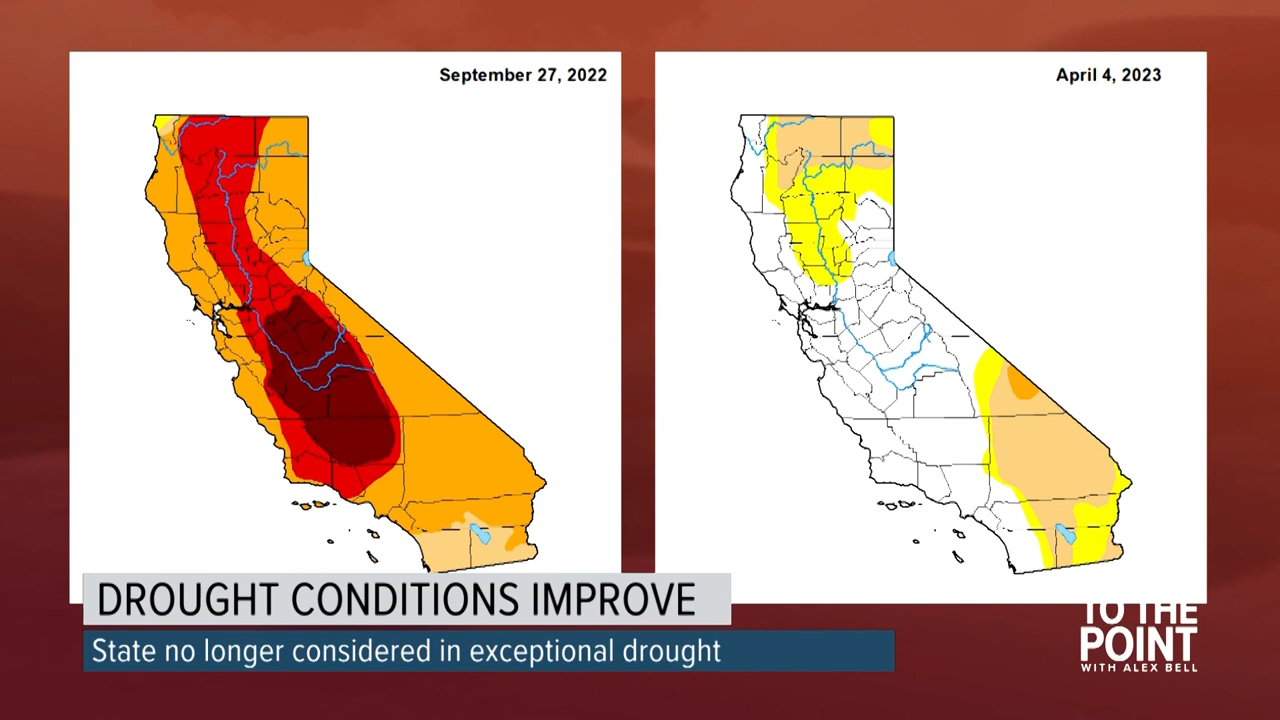 September 27, 2022
April 4, 2023
DROUGHT CONDITIONS IMPROVE
State no longer considered in exceptional drought
TO THE
POINT
WITH ALEX BELL